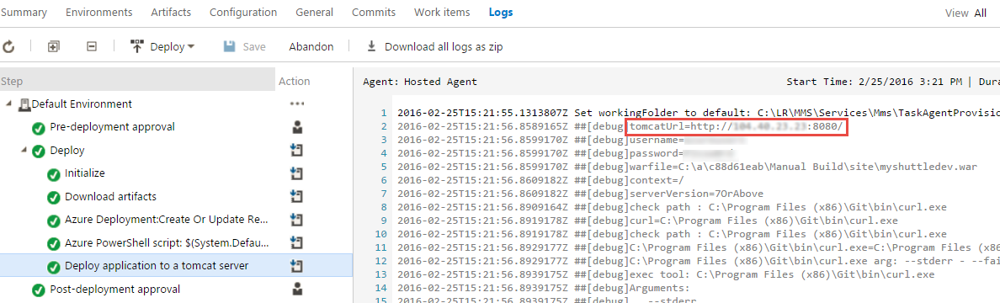 Summary Environments Artifacts Configuration General Commits Work items Logs View All
Deploy Save Abandon Download all logs as zip
Step Action
Default Environment ...
Pre-deployment approval
Deploy
Initialize
Download artifacts
Azure Deployment:Create Or Update Re...
Azure PowerShell script: $(System.Defau...
Deploy application to a tomcat server
Post-deployment approval
Agent: Hosted Agent Start Time: 2/25/2016 3:21 PM | Dura
1 2016-02-25T15:21:55.1313807Z Set workingFolder to default: C:\LR\MMS\Services\Mms\TaskAgentProvisio
2 2016-02-25T15:21:56.8589165Z ##[debug]tomcatUrl=http:// :8080/
3 2016-02-25T15:21:56.8599170Z ##[debug]username=
4 2016-02-25T15:21:56.8599170Z ##[debug]password=
5 2016-02-25T15:21:56.8599171Z ##[debug]warfile=C:\a\c88d61eab\Manual Build\site\myshuttledev.war
6 2016-02-25T15:21:56.8609182Z ##[debug]context=/
7 2016-02-25T15:21:56.8609182Z ##[debug]serverVersion=7OrAbove
8 2016-02-25T15:21:56.8909164Z ##[debug]check path : C:\Program Files (x86)\Git\bin\curl.exe
9 2016-02-25T15:21:56.8919178Z ##[debug]curl=C:\Program Files (x86)\Git\bin\curl.exe
10 2016-02-25T15:21:56.8919178Z ##[debug]check path : C:\Program Files (x86)\Git\bin\curl.exe
11 2016-02-25T15:21:56.8929177Z ##[debug]C:\Program Files (x86)\Git\bin\curl.exe=C:\Program Files (x8
12 2016-02-25T15:21:56.8929177Z ##[debug]C:\Program Files (x86)\Git\bin\curl.exe arg: --stderr - --fai
13 2016-02-25T15:21:56.8939175Z ##[debug]exec tool: C:\Program Files (x86)\Git\bin\curl.exe
14 2016-02-25T15:21:56.8939175Z ##[debug]Arguments:
15 2016-02-25T15:21:56.8939175Z ##[debug] --stderr